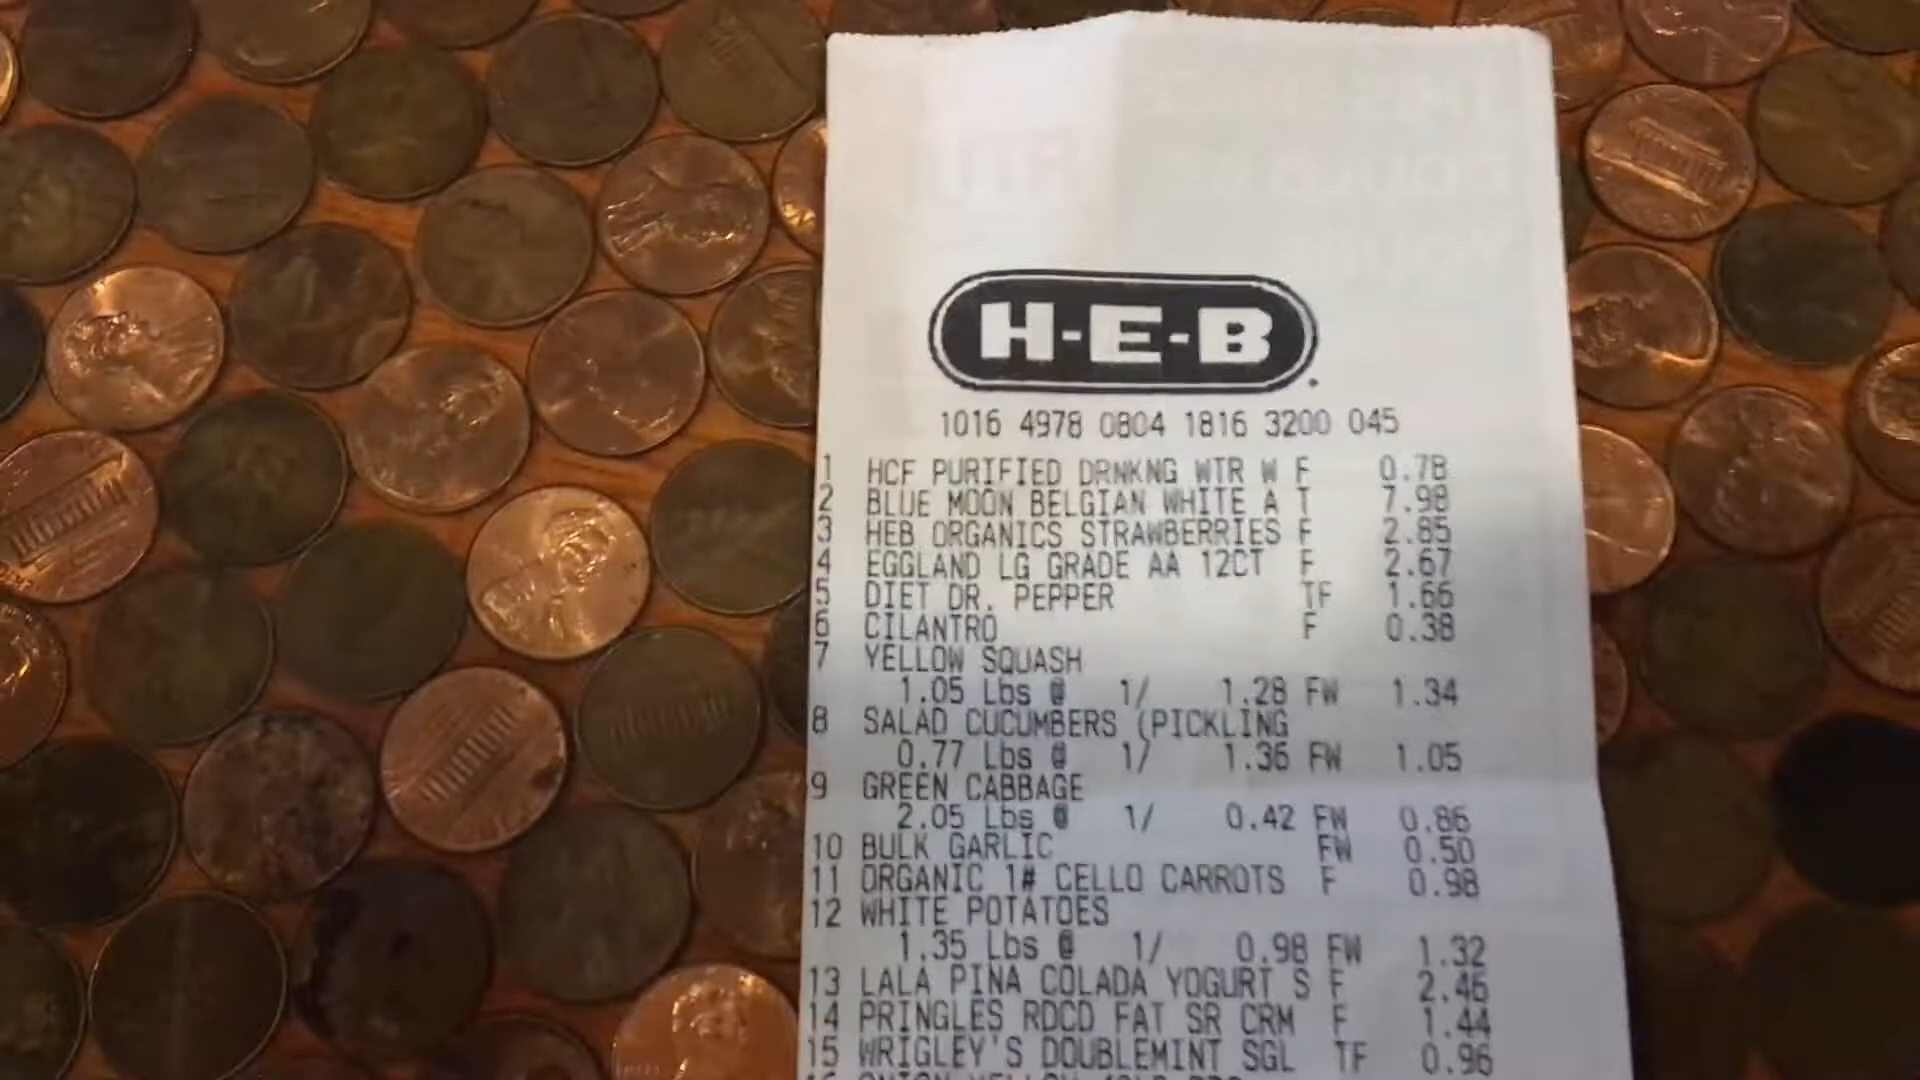 H-E-B
1016 4978 0804 1816 3200 045
1 HCF PURIFIED DRNKNG WTR W F 0.78
2 BLUE MOON BELGIAN WHITE A T 7.98
3 HEB ORGANICS STRAWBERRIES F 2.85
4 EGGLAND LG GRADE AA 12CT F 2.67
5 DIET DR. PEPPER TF 1.66
6 CILANTRO F 0.38
7 YELLOW SQUASH
1.05 Lbs @ 1/ 1.28 FW 1.34
8 SALAD CUCUMBERS (PICKLING
0.77 Lbs @ 1/ 1.36 FW 1.05
9 GREEN CABBAGE
2.05 Lbs @ 1/ 0.42 FW 0.86
10 BULK GARLIC FW 0.50
11 ORGANIC 1# CELLO CARROTS F 0.98
12 WHITE POTATOES
1.35 Lbs @ 1/ 0.98 FW 1.32
13 LALA PINA COLADA YOGURT S F 2.46
14 PRINGLES RDCD FAT SR CRM F 1.44
15 WRIGLEY'S DOUBLEMINT SGL TF 0.96